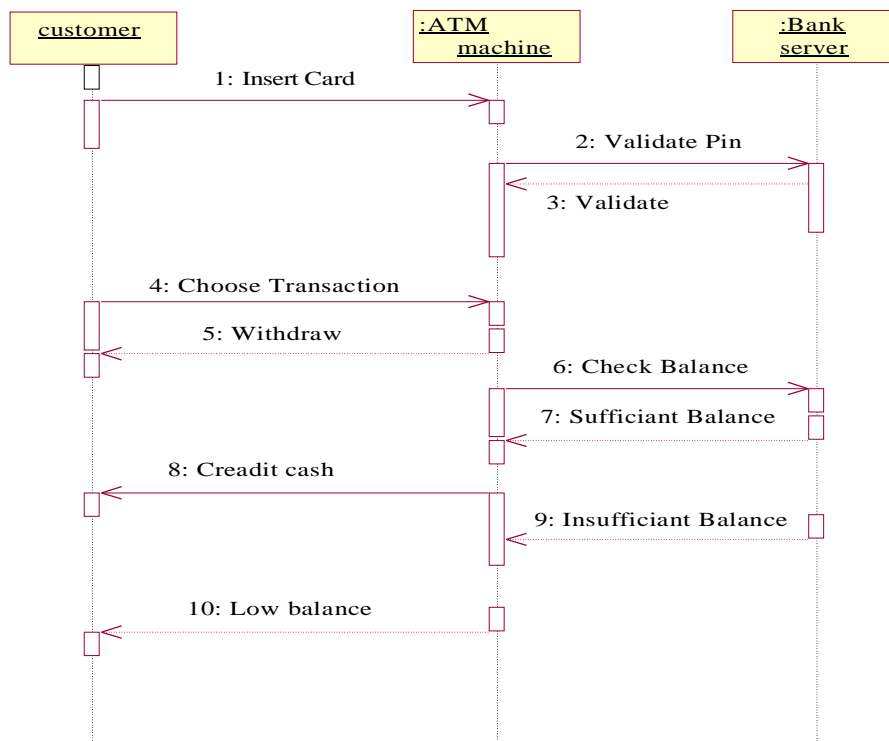 customer
:ATM
machine
:Bank
server
1: Insert Card
2: Validate Pin
3: Validate
4: Choose Transaction
5: Withdraw
6: Check Balance
7: Sufficiant Balance
8: Creadit cash
9: Insufficiant Balance
10: Low balance